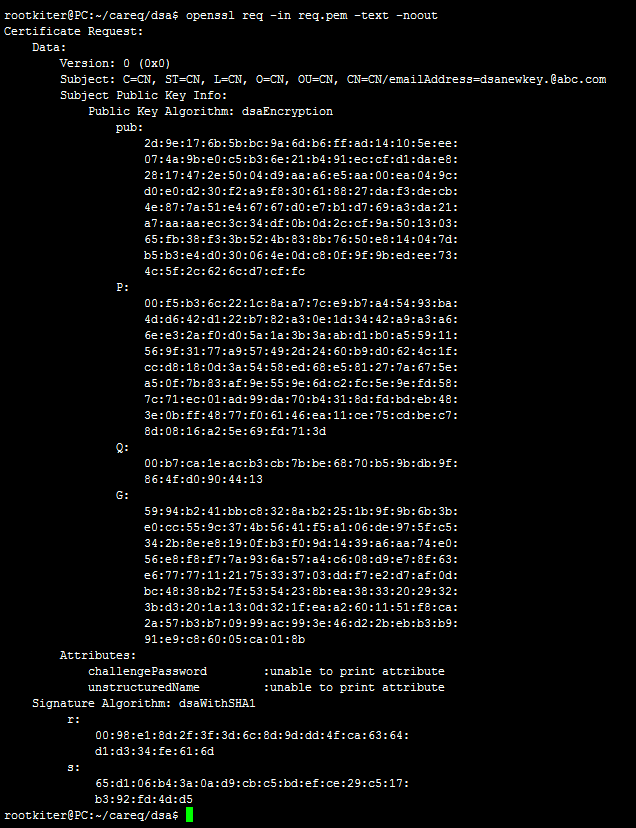 rootkiter@PC:~/careq/dsa$ openssl req -in req.pem -text -noout
Certificate Request:
Data:
Version: 0 (0x0)
Subject: C=CN, ST=CN, L=CN, O=CN, OU=CN, CN=CN/emailAddress=dsanewkey.@abc.com
Subject Public Key Info:
Public Key Algorithm: dsaEncryption
pub:
2d:9e:17:6b:5b:bc:9a:6d:b6:ff:ad:14:10:5e:ee:
07:4a:9b:e0:c5:b3:6e:21:b4:91:ec:cf:d1:da:e8:
28:17:47:2e:50:04:d9:aa:a6:e5:aa:00:ea:04:9c:
d0:e0:d2:30:f2:a9:f8:30:61:88:27:da:f3:de:cb:
4e:87:7a:51:e4:67:67:d0:e7:b1:d7:69:a3:da:21:
a7:aa:aa:ec:3c:34:df:0b:0d:2c:cf:9a:50:13:03:
65:fb:38:f3:3b:52:4b:83:8b:76:50:e8:14:04:7d:
b5:b3:e4:d0:30:06:4e:0d:c8:0f:9f:9b:ed:ee:73:
4c:5f:2c:62:6c:d7:cf:fc
P:
00:f5:b3:6c:22:1c:8a:a7:7c:e9:b7:a4:54:93:ba:
4d:d6:42:d1:22:b7:82:a3:0e:1d:34:42:a9:a3:a6:
6e:e3:2a:f0:d0:5a:1a:3b:3a:ab:d1:b0:a5:59:11:
56:9f:31:77:a9:57:49:2d:24:60:b9:d0:62:4c:1f:
cc:d8:18:0d:3a:54:58:ed:68:e5:81:27:7a:67:5e:
a5:0f:7b:83:af:9e:55:9e:6d:c2:fc:5e:9e:fd:58:
7c:71:ec:01:ad:99:da:70:b4:31:8d:fd:bd:eb:48:
3e:0b:ff:48:77:f0:61:46:ea:11:ce:75:cd:be:c7:
8d:08:16:a2:5e:69:fd:71:3d
Q:
00:b7:ca:1e:ac:b3:cb:7b:be:68:70:b5:9b:db:9f:
86:4f:d0:90:44:13
G:
59:94:b2:41:bb:c8:32:8a:b2:25:1b:9f:9b:6b:3b:
e0:cc:55:9c:37:4b:56:41:f5:a1:06:de:97:5f:c5:
34:2b:8e:e8:19:0f:b3:f0:9d:14:39:a6:aa:74:e0:
56:e8:f8:f7:7a:93:6a:57:a4:c6:08:d9:e7:8f:63:
e6:77:77:11:21:75:33:37:03:dd:f7:e2:d7:af:0d:
bc:48:38:b2:7f:53:54:23:8b:ea:38:33:20:29:32:
3b:d3:20:1a:13:0d:32:1f:ea:a2:60:11:51:f8:ca:
2a:57:b3:b7:09:99:ac:99:3e:46:d2:2b:eb:b3:b9:
91:e9:c8:60:05:ca:01:8b
Attributes:
challengePassword :unable to print attribute
unstructuredName :unable to print attribute
Signature Algorithm: dsaWithSHA1
r:
00:98:e1:8d:2f:3f:3d:6c:8d:9d:dd:4f:ca:63:64:
d1:d3:34:fe:61:6d
s:
65:d1:06:b4:3a:0a:d9:cb:c5:bd:ef:ce:29:c5:17:
b3:92:fd:4d:d5
rootkiter@PC:~/careq/dsa$